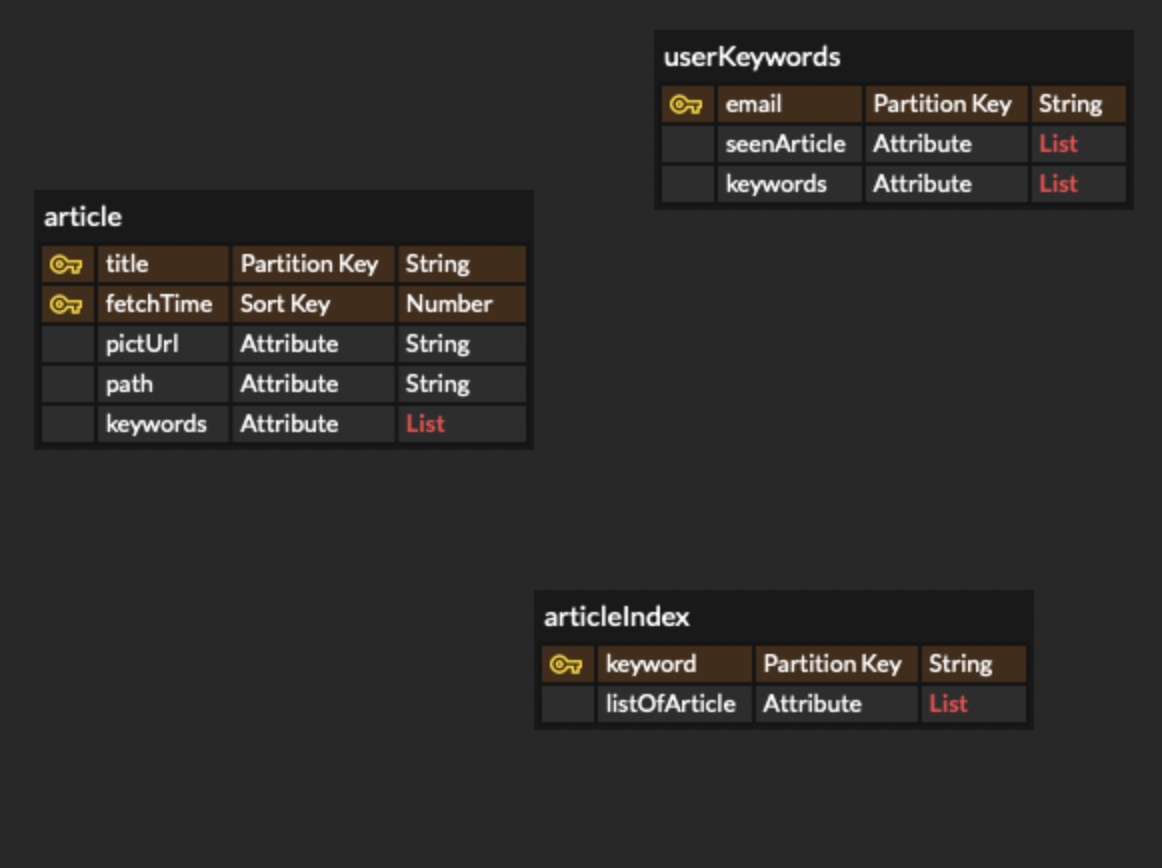 userKeywords
email Partition Key String
seenArticle Attribute List
keywords Attribute List
article
title Partition Key String
fetchTime Sort Key Number
pictUrl Attribute String
path Attribute String
keywords Attribute List
articleIndex
keyword Partition Key String
listOfArticle Attribute List